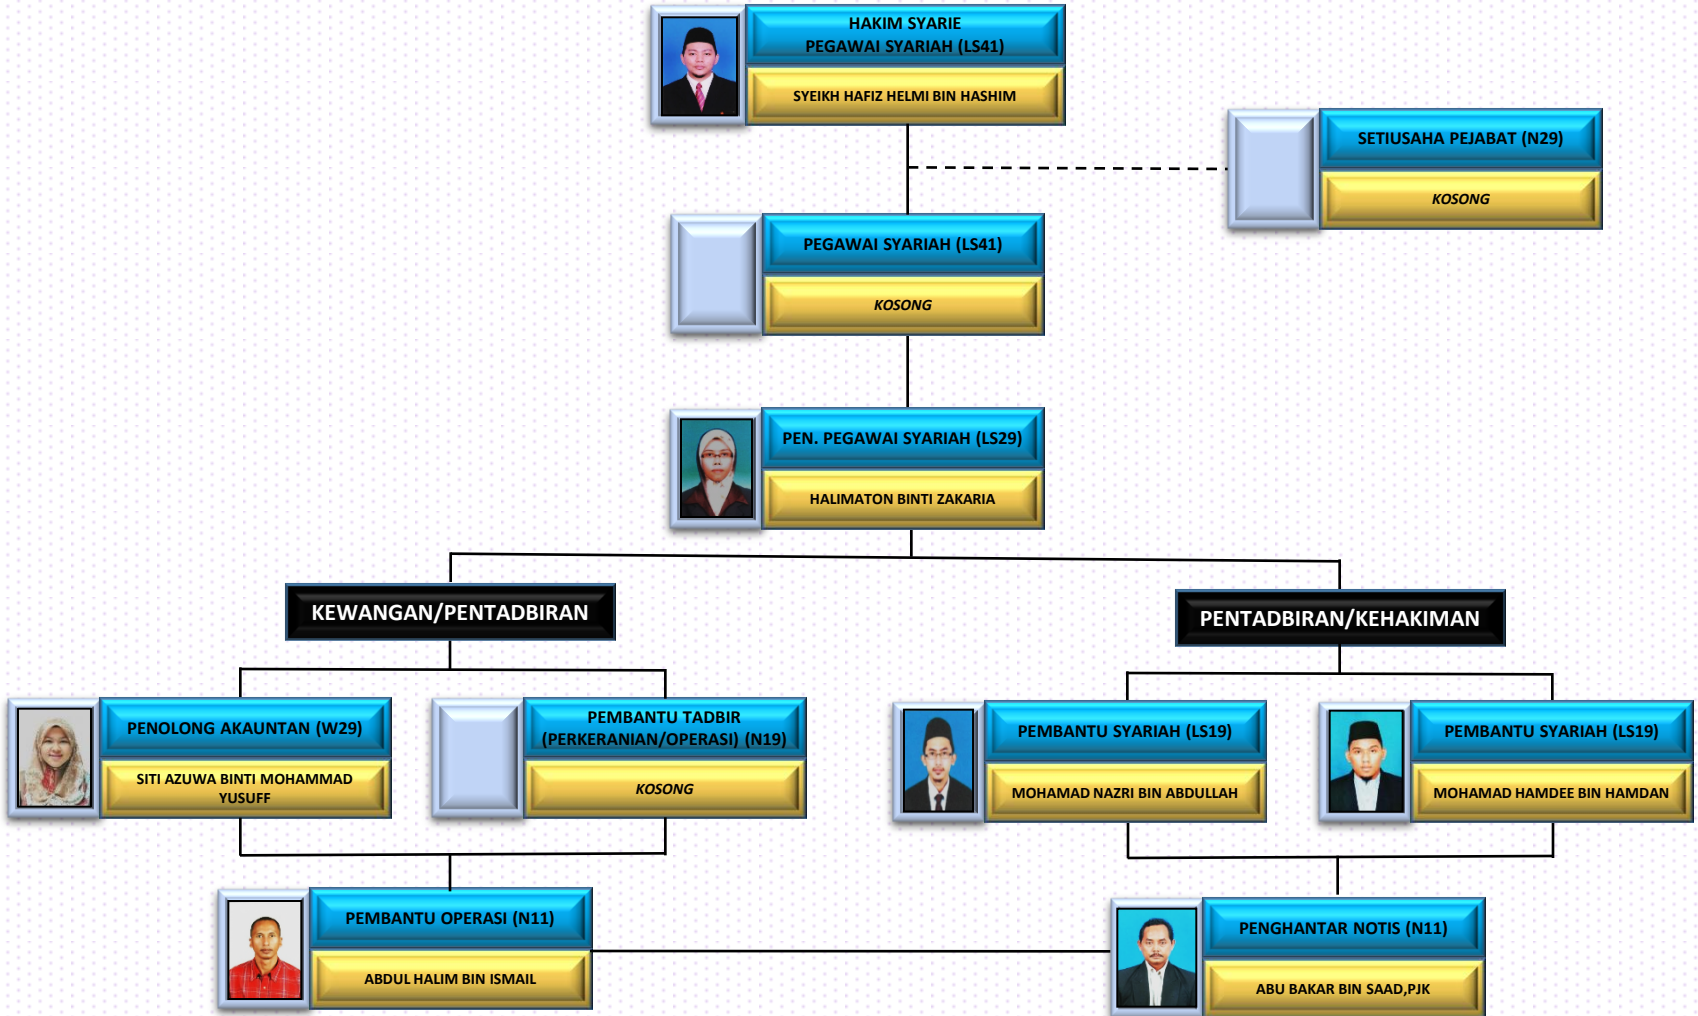 HAKIM SYARIE
PEGAWAI SYARIAH (LS41)
SYEIKH HAFIZ HELMI BIN HASHIM
SETIUSAHA PEJABAT (N29)
KOSONG
PEGAWAI SYARIAH (LS41)
KOSONG
PEN. PEGAWAI SYARIAH (LS29)
HALIMATON BINTI ZAKARIA
KEWANGAN/PENTADBIRAN
PENTADBIRAN/KEHAKIMAN
PENOLONG AKAUNTAN (W29)
SITI AZUWA BINTI MOHAMMAD
YUSUFF
PEMBANTU TADBIR
(PERKERANIAN/OPERASI) (N19)
KOSONG
PEMBANTU SYARIAH (LS19)
MOHAMAD NAZRI BIN ABDULLAH
PEMBANTU SYARIAH (LS19)
MOHAMAD HAMDEE BIN HAMDAN
PEMBANTU OPERASI (N11)
ABDUL HALIM BIN ISMAIL
PENGHANTAR NOTIS (N11)
ABU BAKAR BIN SAAD,PJK